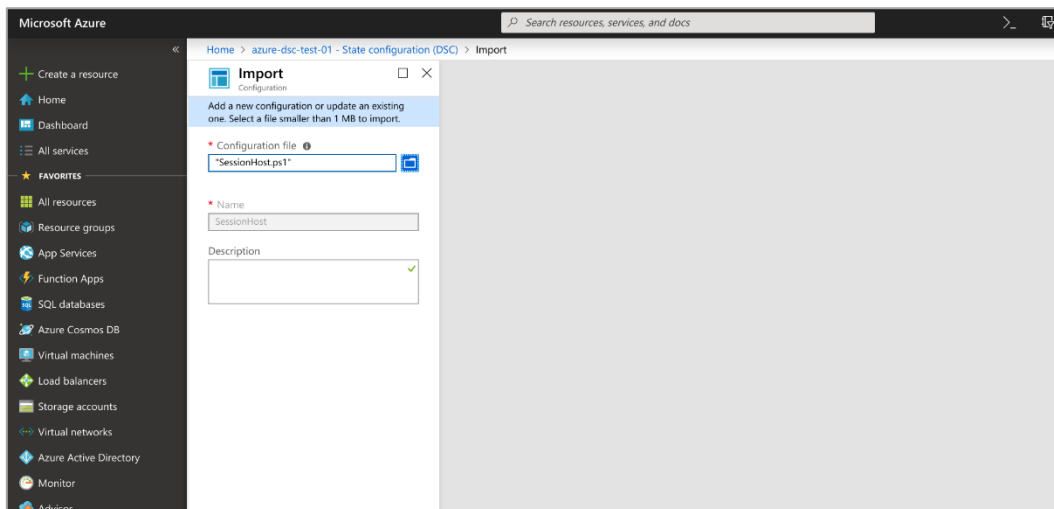 Microsoft Azure
Search resources, services, and docs
Home > azure-dsc-test-01 - State configuration (DSC) > Import
Create a resource
Home
Dashboard
All services
FAVORITES
All resources
Resource groups
App Services
Function Apps
SQL databases
Azure Cosmos DB
Virtual machines
Load balancers
Storage accounts
Virtual networks
Azure Active Directory
Monitor
Advisor
Import
Configuration
Add a new configuration or update an existing
one. Select a file smaller than 1 MB to import.
* Configuration file
"SessionHost.ps1"
* Name
SessionHost
Description